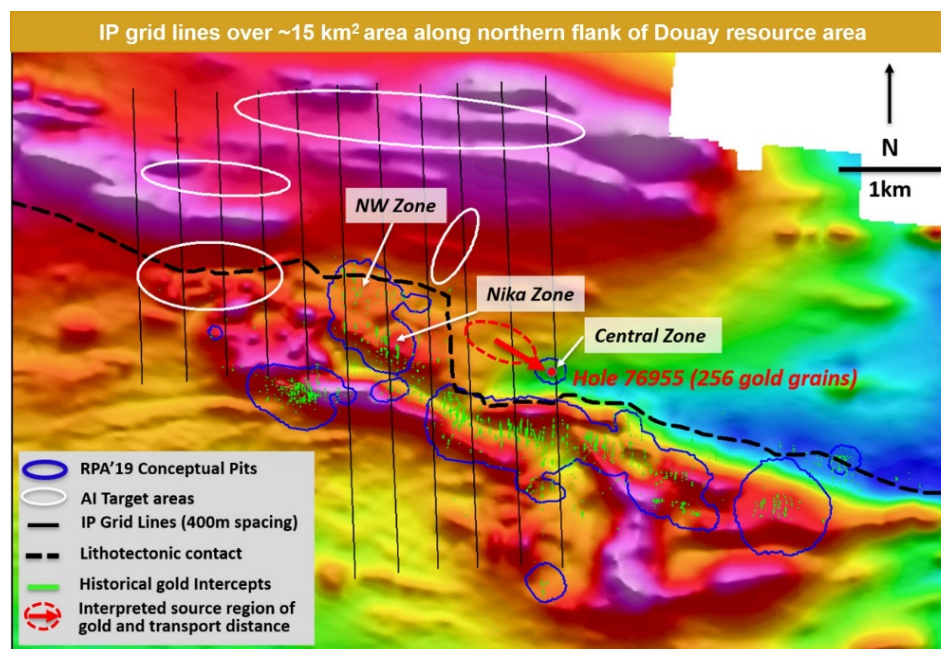 IP grid lines over ~15 km² area along northern flank of Douay resource area
N
1km
NW Zone
Nika Zone
Central Zone
Hole 76955 (256 gold grains)
RPA'19 Conceptual Pits
AI Target areas
IP Grid Lines (400m spacing)
Lithotectonic contact
Historical gold Intercepts
Interpreted source region of
gold and transport distance